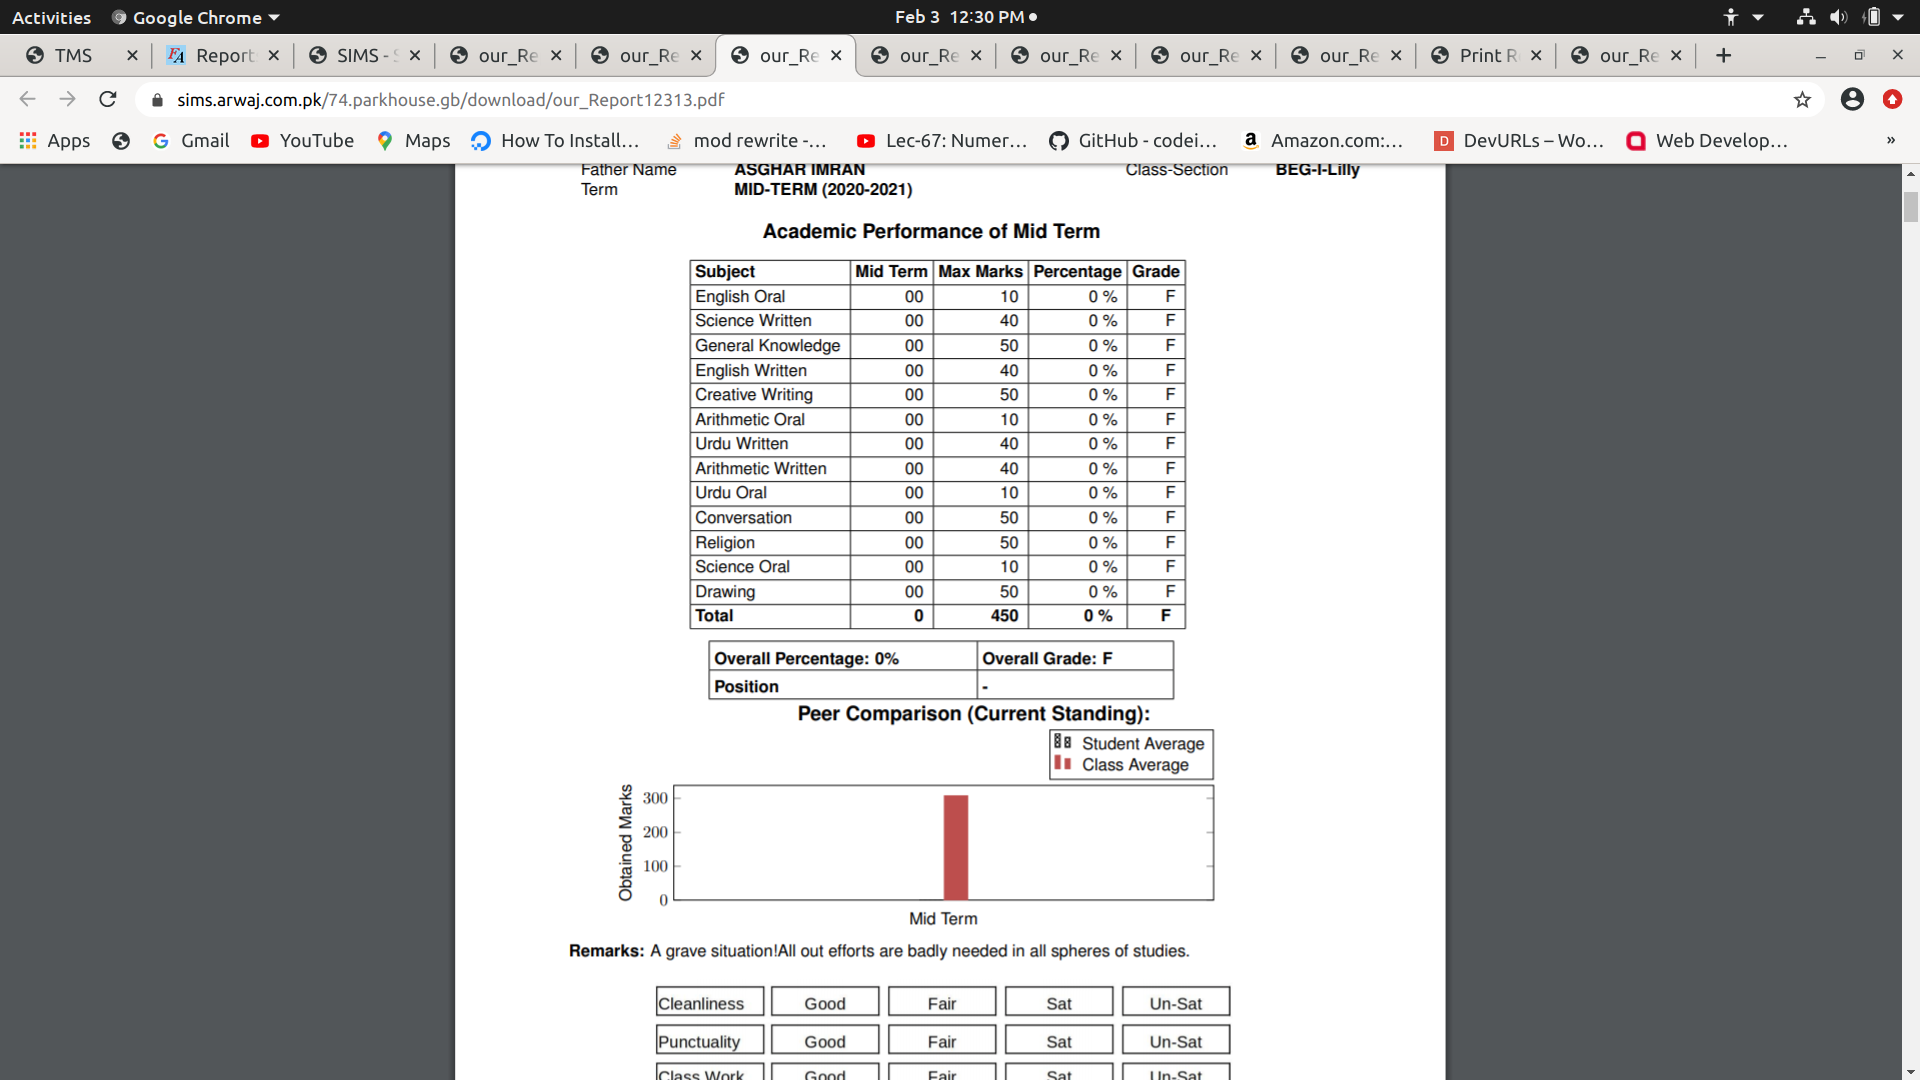 Activities Google Chrome Feb 3 12:30 PM
TMS Report SIMS - S our_Re our_Re our_Re our_Re our_Re our_Re our_Re Print R our_Re
sims.arwaj.com.pk/74.parkhouse.gb/download/our_Report12313.pdf
Apps Gmail YouTube Maps How To Install... mod rewrite -... Lec-67: Numer... GitHub - codei... Amazon.com:... DevURLs – Wo... Web Develop... »
Father Name ASGHAR IMRAN Class-Section BEG-I-Lilly
Term MID-TERM (2020-2021)
Academic Performance of Mid Term
Subject Mid Term Max Marks Percentage Grade
English Oral 00 10 0 % F
Science Written 00 40 0 % F
General Knowledge 00 50 0 % F
English Written 00 40 0 % F
Creative Writing 00 50 0 % F
Arithmetic Oral 00 10 0 % F
Urdu Written 00 40 0 % F
Arithmetic Written 00 40 0 % F
Urdu Oral 00 10 0 % F
Conversation 00 50 0 % F
Religion 00 50 0 % F
Science Oral 00 10 0 % F
Drawing 00 50 0 % F
Total 0 450 0 % F
Overall Percentage: 0% Overall Grade: F
Position -
Peer Comparison (Current Standing):
Student Average
Class Average
Obtained Marks
300
200
100
0
Mid Term
Remarks: A grave situation!All out efforts are badly needed in all spheres of studies.
Cleanliness Good Fair Sat Un-Sat
Punctuality Good Fair Sat Un-Sat
Class Work Good Fair Sat Un-Sat